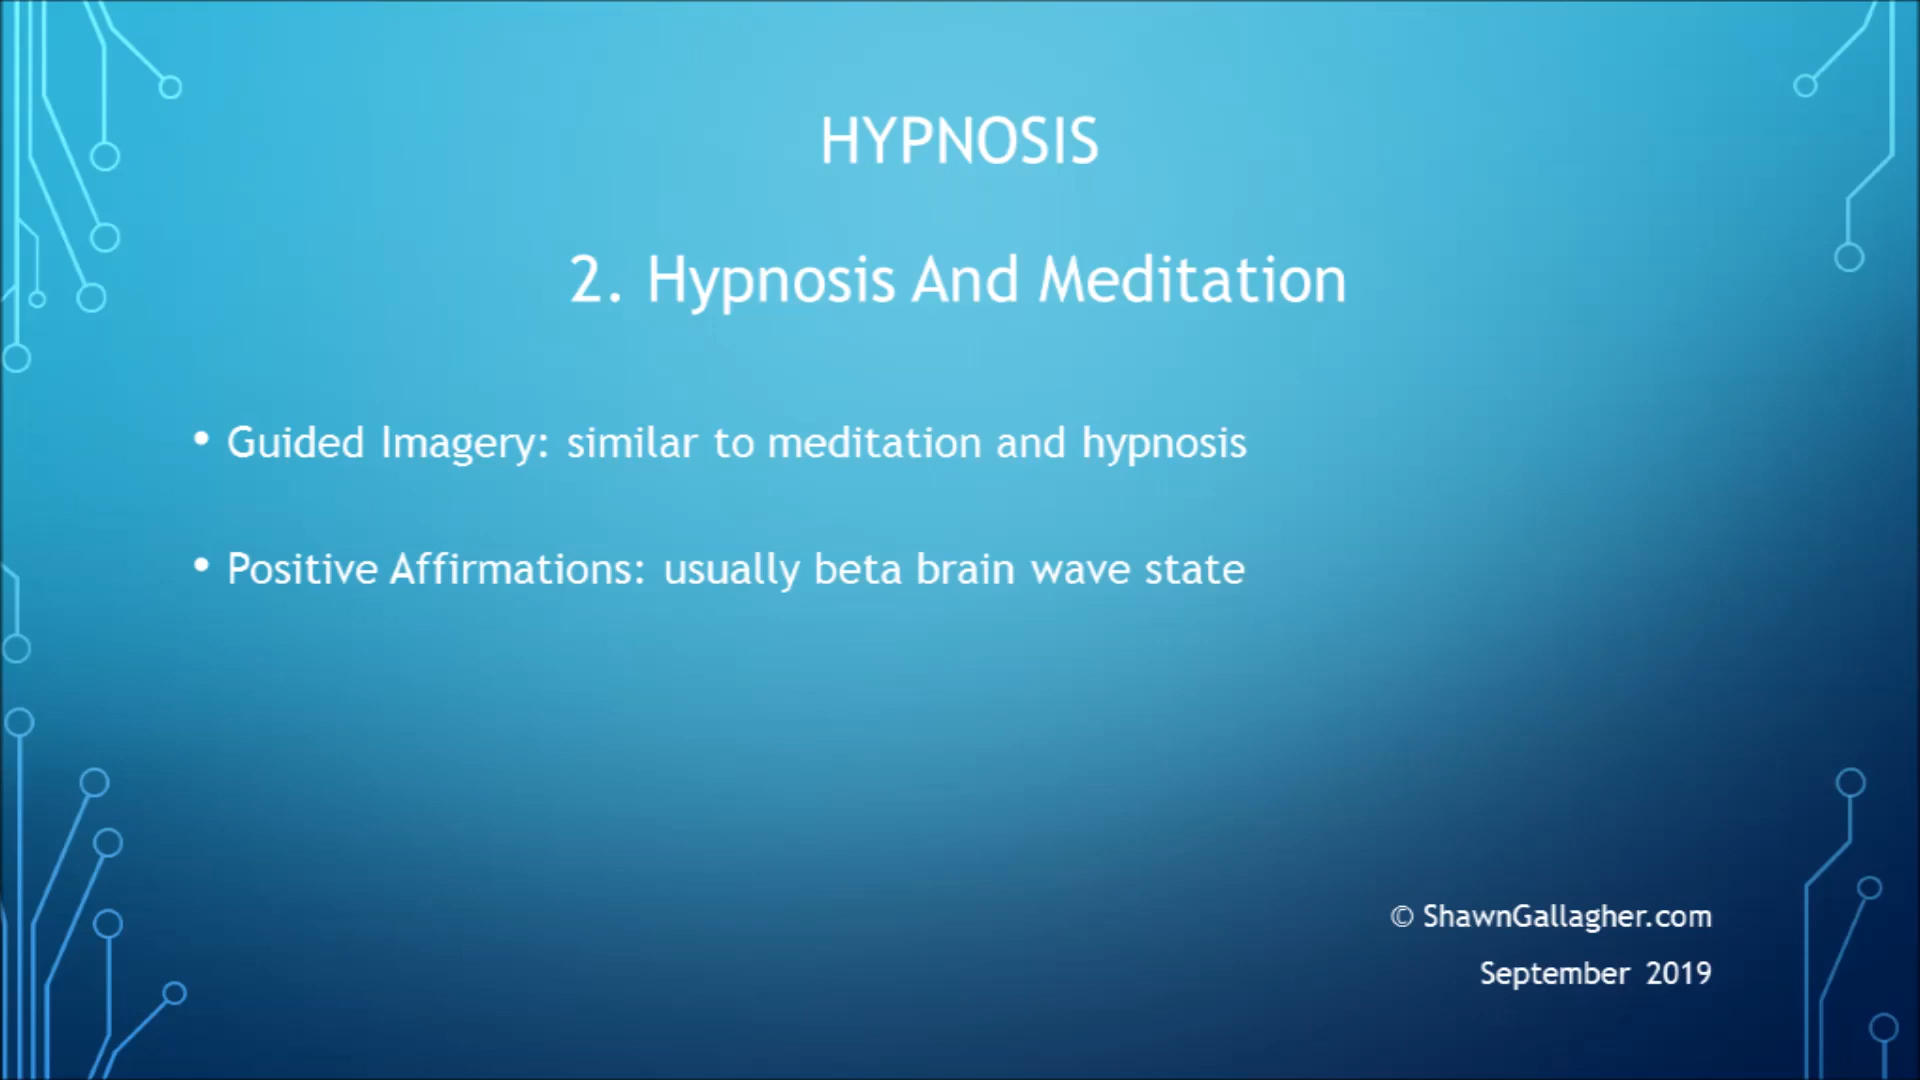 HYPNOSIS
2. Hypnosis And Meditation
• Guided Imagery: similar to meditation and hypnosis
• Positive Affirmations: usually beta brain wave state
© ShawnGallagher.com
September 2019